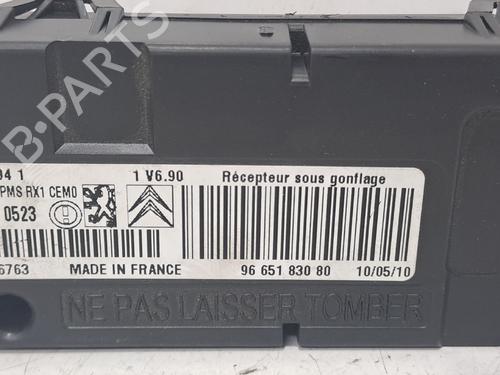 94 1 1 V6.90 Récepteur sous gonflage
PMS RX1 CEM0
0523
6763 MADE IN FRANCE 96 651 830 80 10/05/10
NE PAS LAISSER TOMBER
B-PARTS